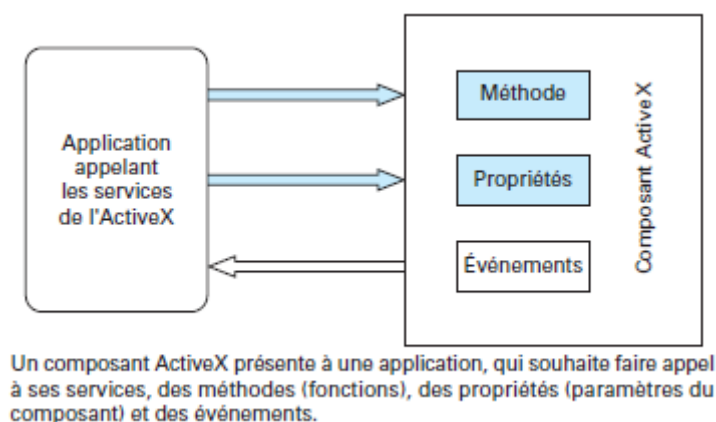 Application
appelant
les services
de l'ActiveX
Méthode
Propriétés
Événements
Composant ActiveX
Un composant ActiveX présente à une application, qui souhaite faire appel
à ses services, des méthodes (fonctions), des propriétés (paramètres du
composant) et des événements.